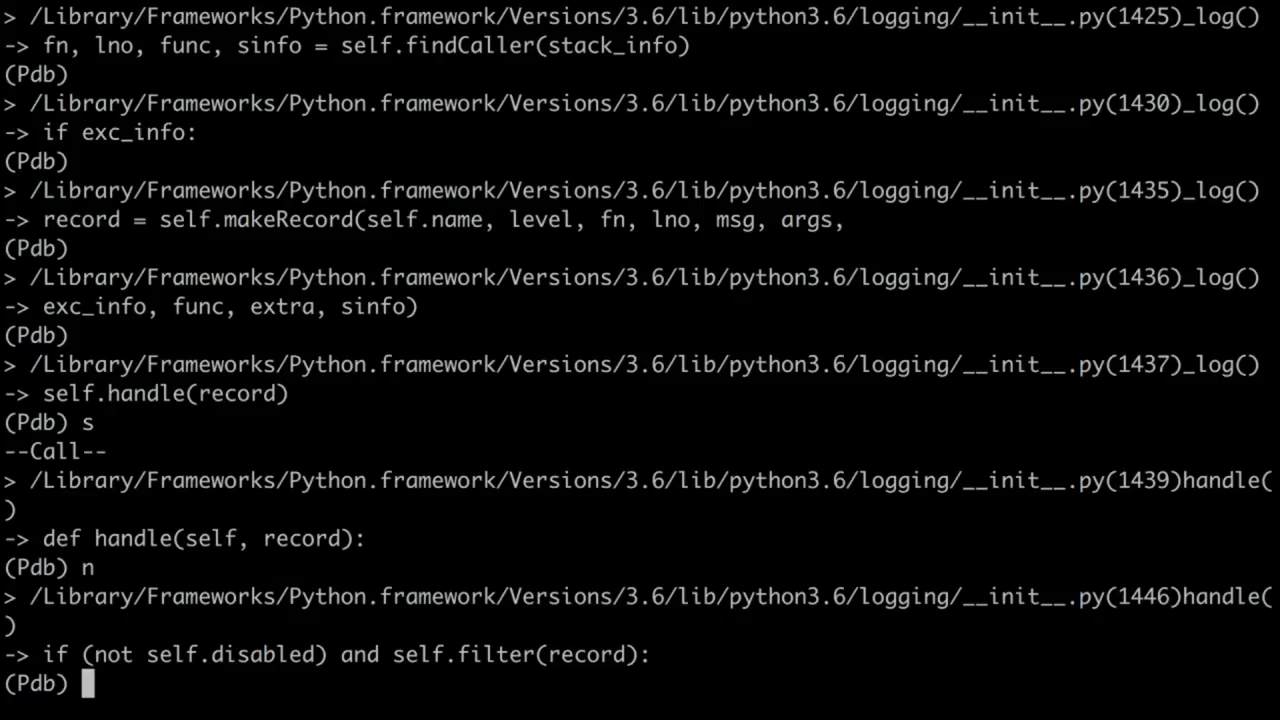 > /Library/Frameworks/Python.framework/Versions/3.6/lib/python3.6/logging/__init__.py(1425)_log()
-> fn, lno, func, sinfo = self.findCaller(stack_info)
(Pdb)
> /Library/Frameworks/Python.framework/Versions/3.6/lib/python3.6/logging/__init__.py(1430)_log()
-> if exc_info:
(Pdb)
> /Library/Frameworks/Python.framework/Versions/3.6/lib/python3.6/logging/__init__.py(1435)_log()
-> record = self.makeRecord(self.name, level, fn, lno, msg, args,
(Pdb)
> /Library/Frameworks/Python.framework/Versions/3.6/lib/python3.6/logging/__init__.py(1436)_log()
-> exc_info, func, extra, sinfo)
(Pdb)
> /Library/Frameworks/Python.framework/Versions/3.6/lib/python3.6/logging/__init__.py(1437)_log()
-> self.handle(record)
(Pdb) s
--Call--
> /Library/Frameworks/Python.framework/Versions/3.6/lib/python3.6/logging/__init__.py(1439)handle(
)
-> def handle(self, record):
(Pdb) n
> /Library/Frameworks/Python.framework/Versions/3.6/lib/python3.6/logging/__init__.py(1446)handle(
)
-> if (not self.disabled) and self.filter(record):
(Pdb)